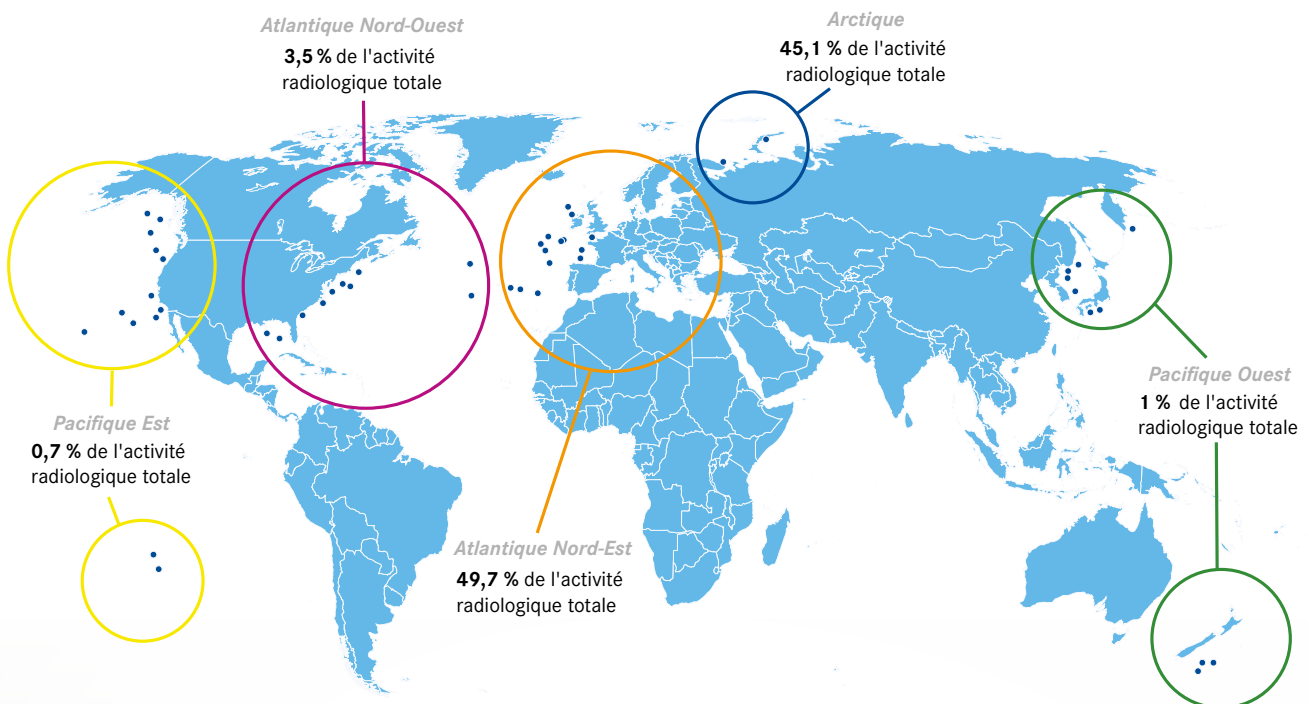 Atlantique Nord-Ouest
3,5 % de l'activité
radiologique totale
Arctique
45,1 % de l'activité
radiologique totale
Pacifique Est
0,7 % de l'activité
radiologique totale
Atlantique Nord-Est
49,7 % de l'activité
radiologique totale
Pacifique Ouest
1 % de l'activité
radiologique totale